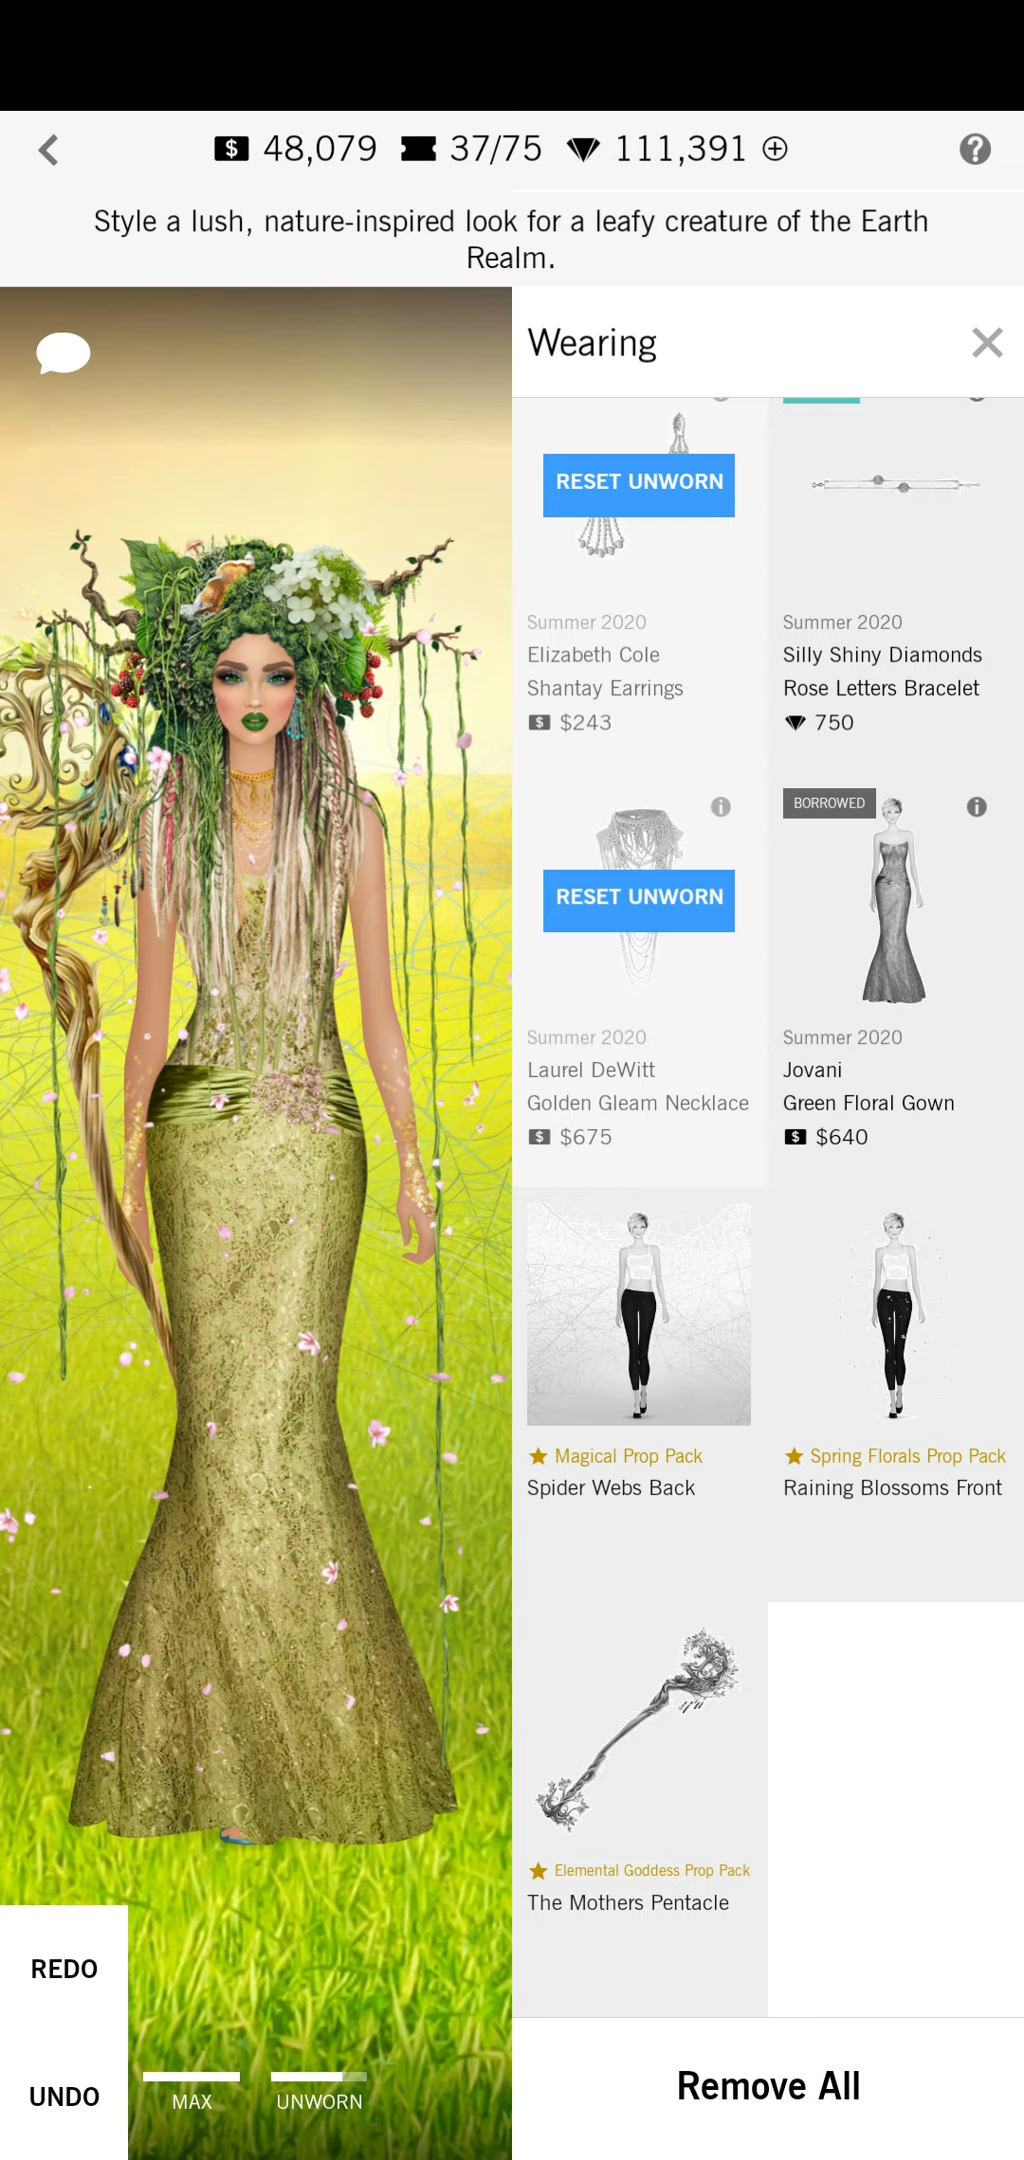 48,079 37/75 111,391
Style a lush, nature-inspired look for a leafy creature of the Earth
Realm.
Wearing
RESET UNWORN
Summer 2020
Elizabeth Cole
Shantay Earrings
$243
Summer 2020
Silly Shiny Diamonds
Rose Letters Bracelet
750
RESET UNWORN
Summer 2020
Laurel DeWitt
Golden Gleam Necklace
$675
BORROWED
Summer 2020
Jovani
Green Floral Gown
$640
Magical Prop Pack
Spider Webs Back
Spring Florals Prop Pack
Raining Blossoms Front
Elemental Goddess Prop Pack
The Mothers Pentacle
REDO
UNDO
MAX
UNWORN
Remove All